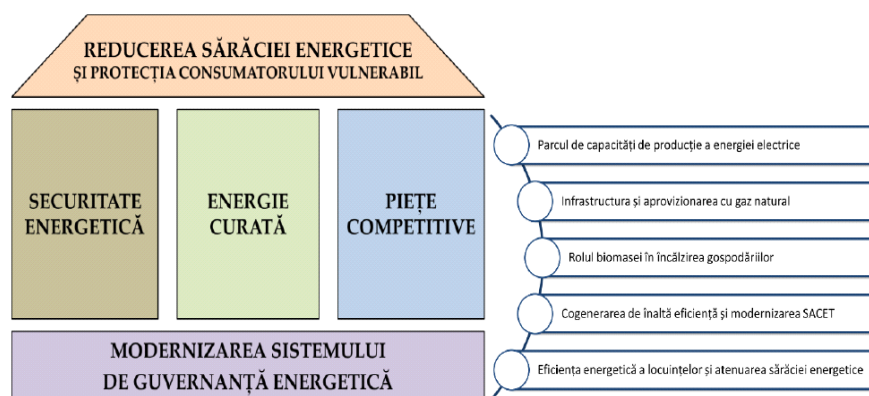 REDUCEREA SĂRĂCIEI ENERGETICE
ȘI PROTECȚIA CONSUMATORULUI VULNERABIL
SECURITATE
ENERGETICĂ
ENERGIE
CURATĂ
PIEȚE
COMPETITIVE
MODERNIZAREA SISTEMULUI
DE GUVERNANȚĂ ENERGETICĂ
Parcul de capacități de producție a energiei electrice
Infrastructura și aprovizionarea cu gaz natural
Rolul biomasei în încălzirea gospodăriilor
Cogenerarea de înaltă eficiență și modernizarea SACET
Eficiența energetică a locuințelor și atenuarea sărăciei energetice